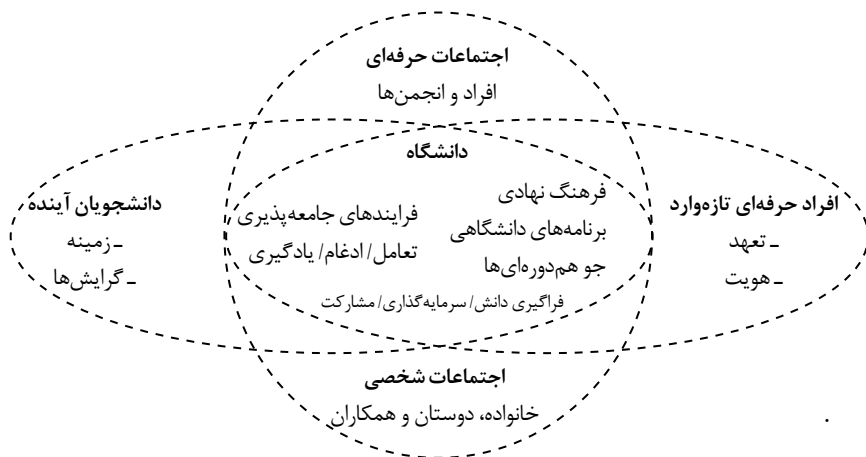 اجتماعات حرفه‌ای
افراد و انجمن‌ها
دانشگاه
افراد حرفه‌ای تازه‌وارد
ـ تعهد
ـ هویت
فرهنگ نهادی
برنامه‌های دانشگاهی
جو هم‌دوره‌ای‌ها
فرایندهای جامعه‌پذیری
تعامل/ ادغام/ یادگیری
فراگیری دانش/ سرمایه‌گذاری/ مشارکت
دانشجویان آینده
ـ زمینه
ـ گرایش‌ها
اجتماعات شخصی
خانواده، دوستان و همکاران
.